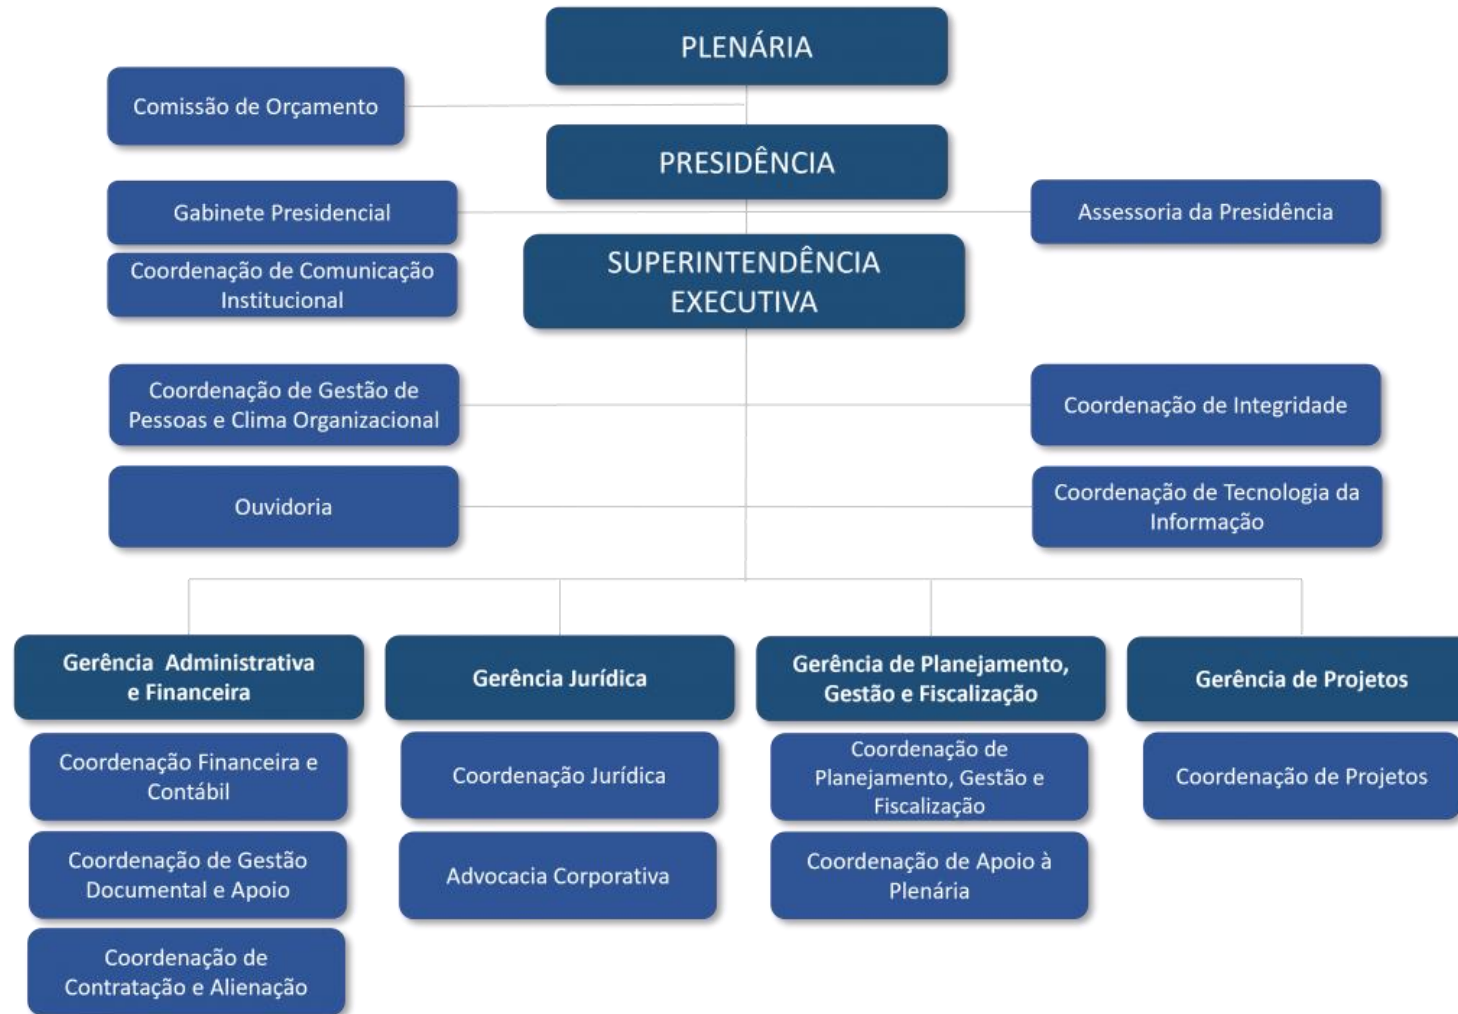 PLENÁRIA
Comissão de Orçamento
PRESIDÊNCIA
Gabinete Presidencial
Assessoria da Presidência
SUPERINTENDÊNCIA
EXECUTIVA
Coordenação de Comunicação
Institucional
Coordenação de Gestão de
Pessoas e Clima Organizacional
Coordenação de Integridade
Ouvidoria
Coordenação de Tecnologia da
Informação
Gerência Administrativa
e Financeira
Coordenação Financeira e
Contábil
Coordenação de Gestão
Documental e Apoio
Coordenação de
Contratação e Alienação
Gerência Jurídica
Coordenação Jurídica
Advocacia Corporativa
Gerência de Planejamento,
Gestão e Fiscalização
Coordenação de
Planejamento, Gestão e
Fiscalização
Coordenação de Apoio à
Plenária
Gerência de Projetos
Coordenação de Projetos